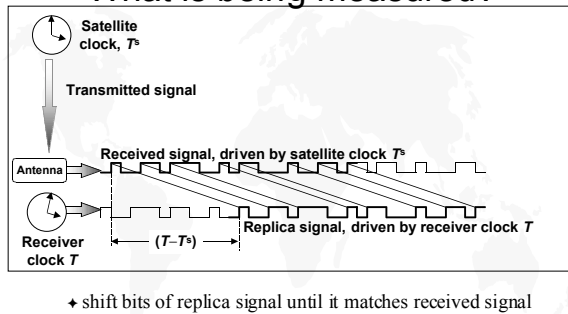 What is being measured?
Satellite
clock, Tˢ
Transmitted signal
Received signal, driven by satellite clock Tˢ
Antenna
Replica signal, driven by receiver clock T
Receiver
clock T
(T–Tˢ)
✦ shift bits of replica signal until it matches received signal